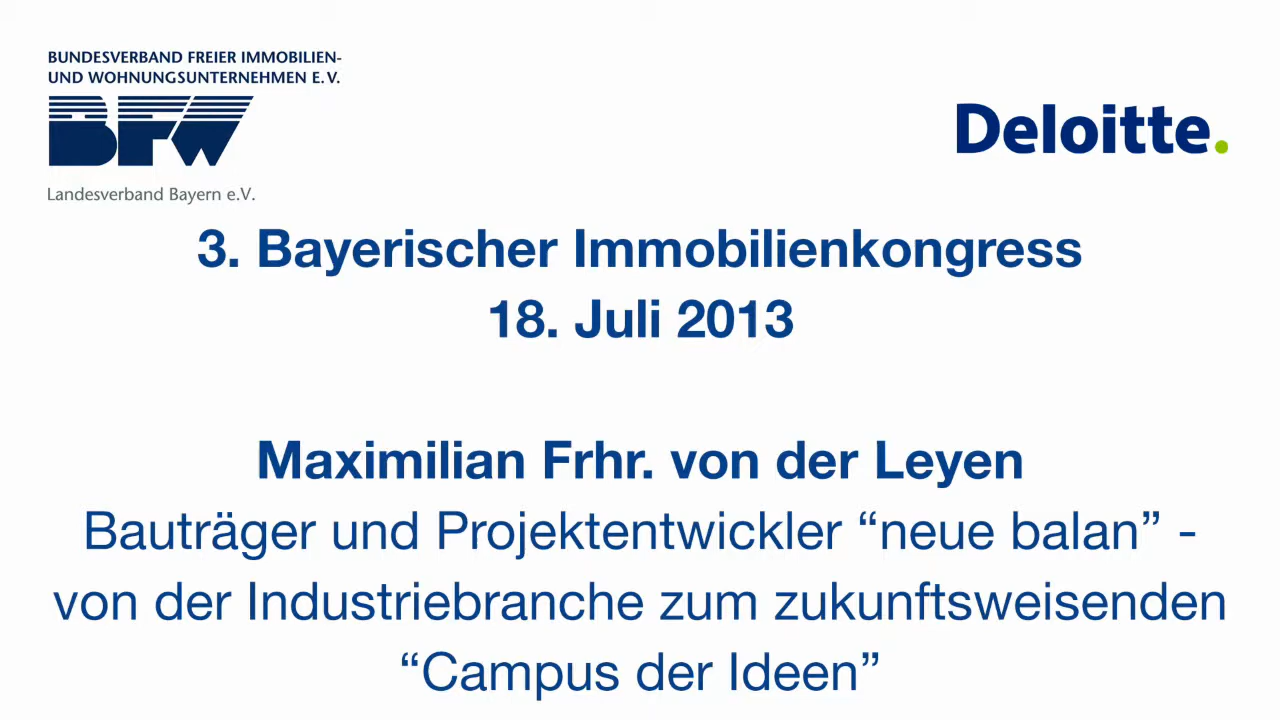 BUNDESVERBAND FREIER IMMOBILIEN-
UND WOHNUNGSUNTERNEHMEN E. V.
BFW
Landesverband Bayern e.V.
Deloitte.
3. Bayerischer Immobilienkongress
18. Juli 2013
Maximilian Frhr. von der Leyen
Bauträger und Projektentwickler “neue balan” -
von der Industriebranche zum zukunftsweisenden
“Campus der Ideen”